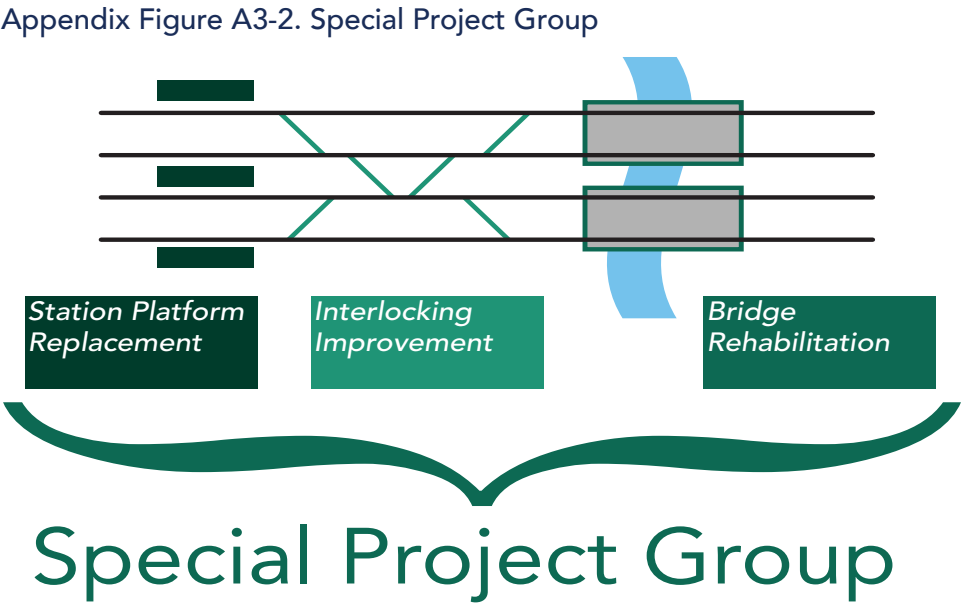 Appendix Figure A3-2. Special Project Group
Station Platform
Replacement
Interlocking
Improvement
Bridge
Rehabilitation
Special Project Group